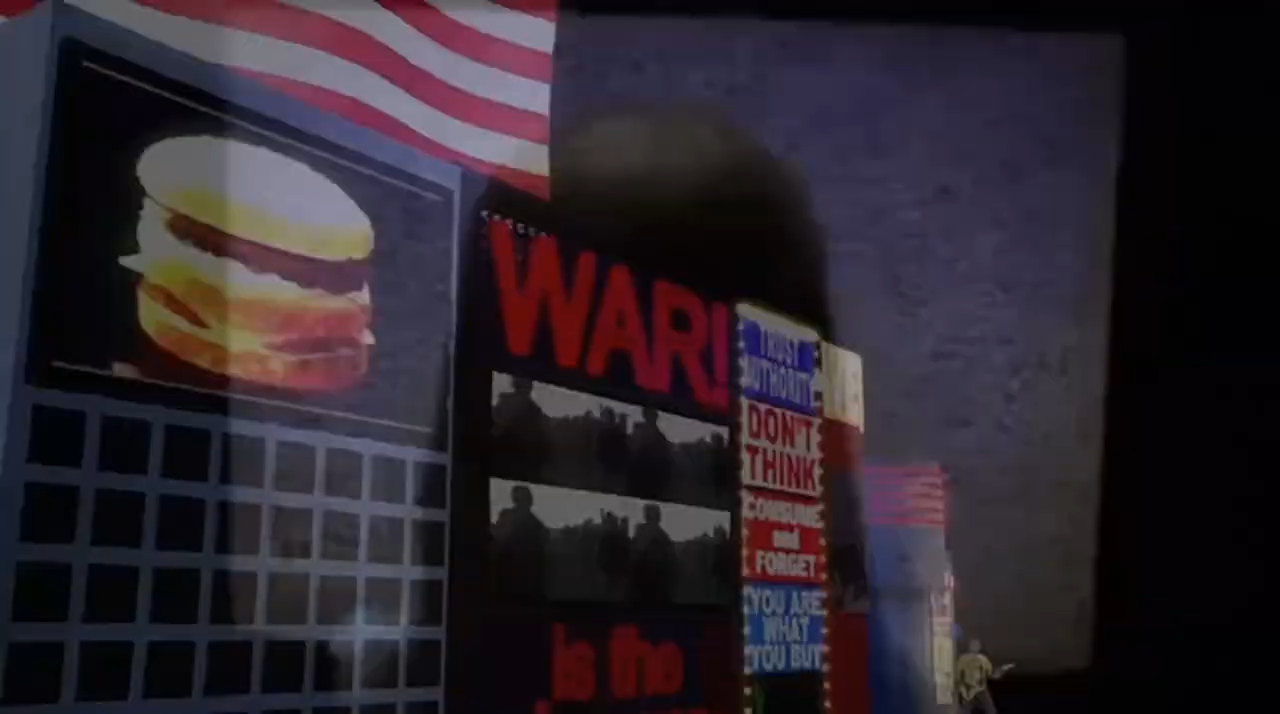 WAR!
is the
TRUST
AUTHORITY
DON'T
THINK
CONSUME
and
FORGET
YOU ARE
WHAT
YOU BUY